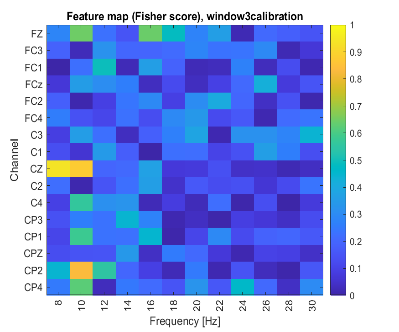 Feature map (Fisher score), window3calibration
Channel
FZ
FC3
FC1
FCz
FC2
FC4
C3
C1
CZ
C2
C4
CP3
CP1
CPZ
CP2
CP4
8 10 12 14 16 18 20 22 24 26 28 30
Frequency [Hz]
1
0.9
0.8
0.7
0.6
0.5
0.4
0.3
0.2
0.1
0